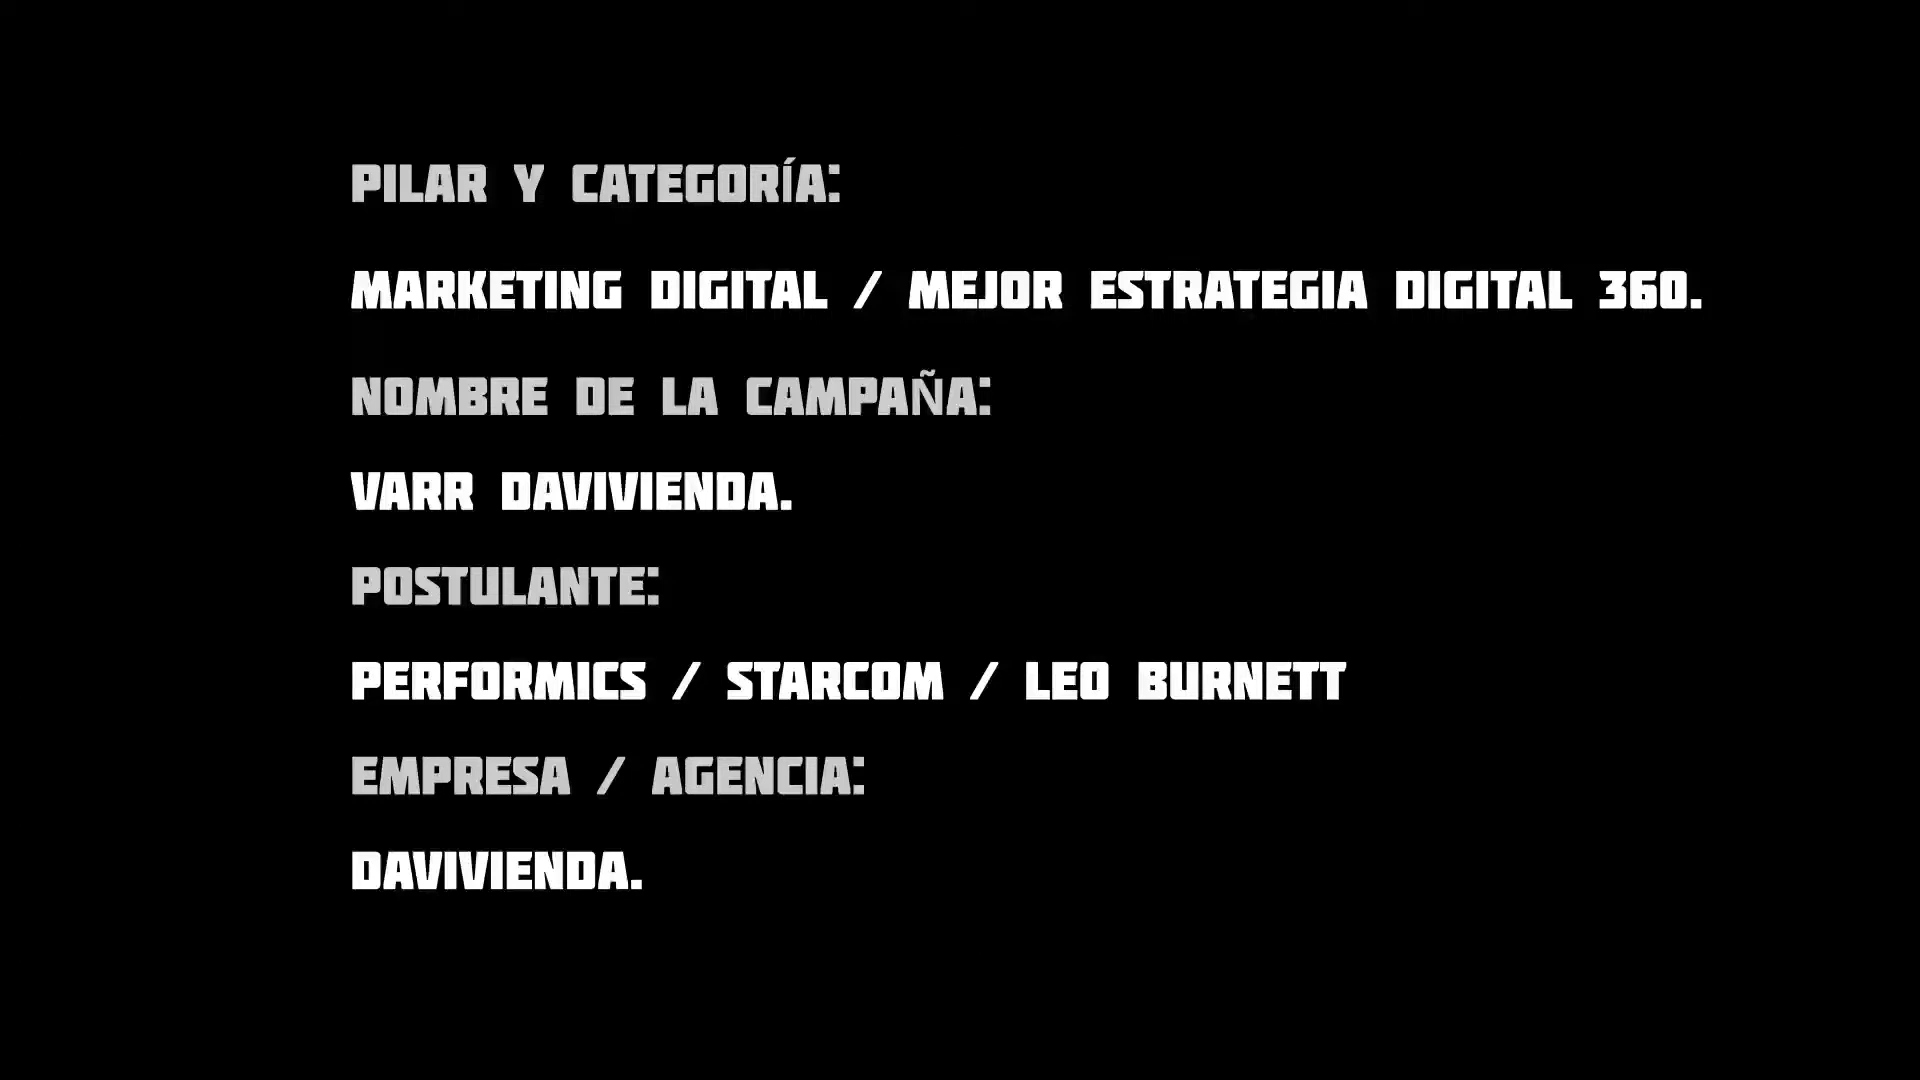 PILAR Y CATEGORÍA:
MARKETING DIGITAL / MEJOR ESTRATEGIA DIGITAL 360.
NOMBRE DE LA CAMPAÑA:
VARR DAVIVIENDA.
POSTULANTE:
PERFORMICS / STARCOM / LEO BURNETT
EMPRESA / AGENCIA:
DAVIVIENDA.